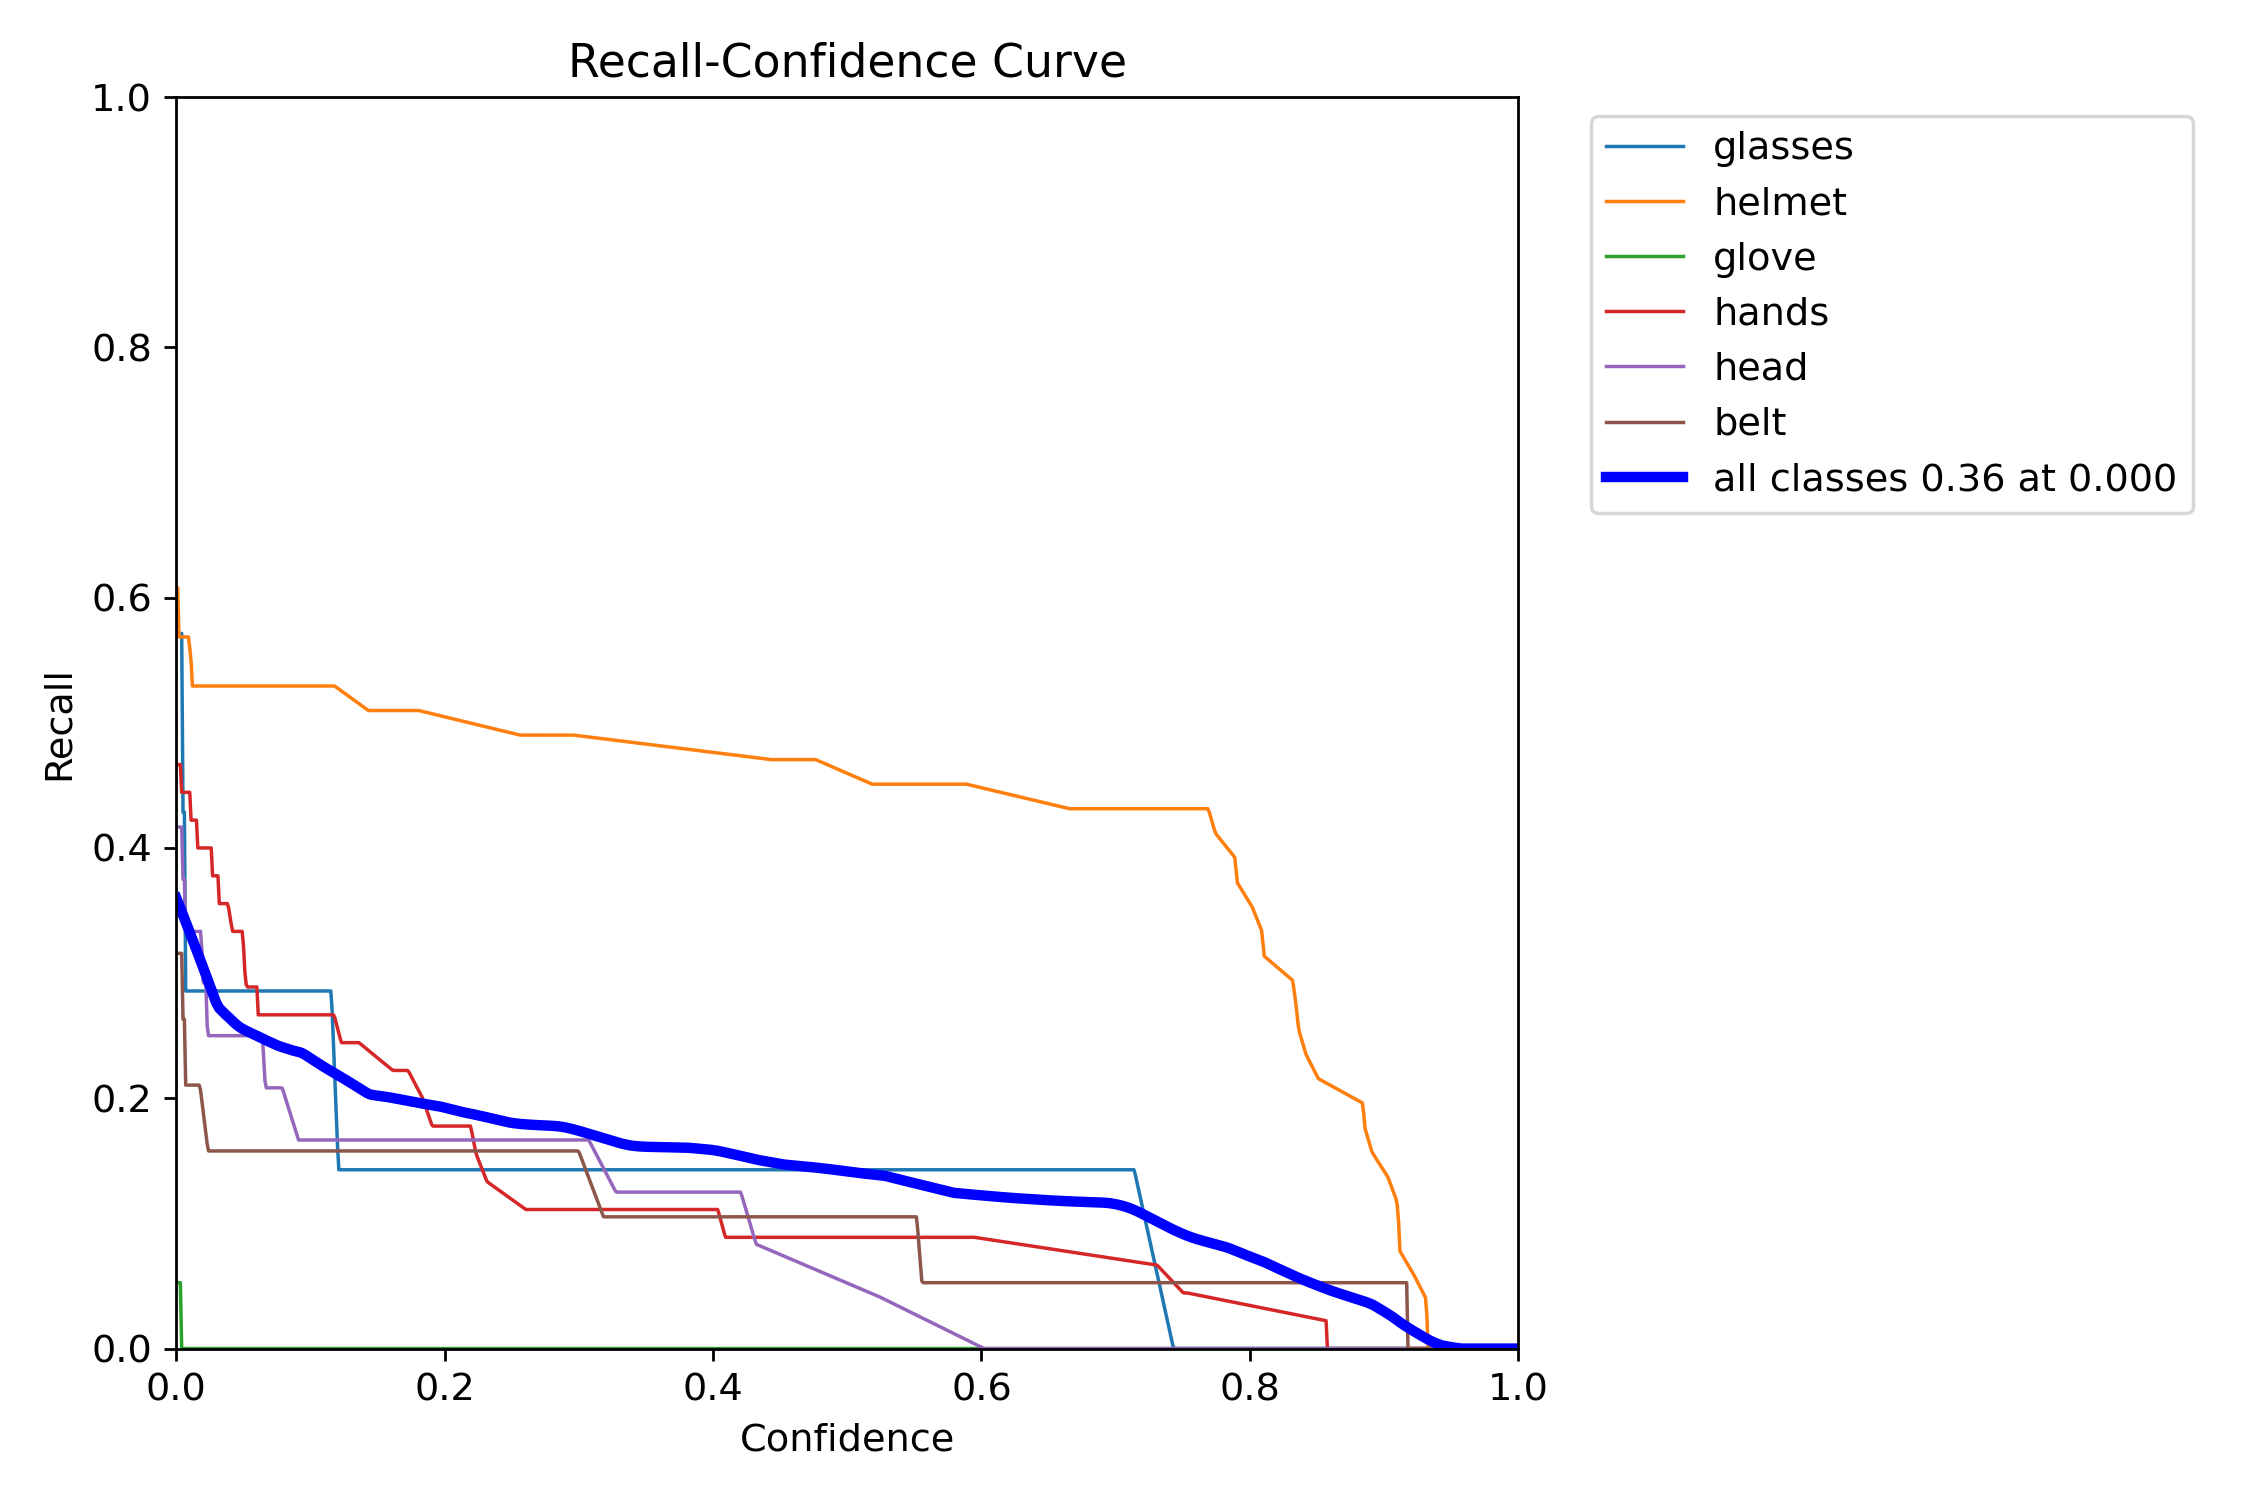 Recall-Confidence Curve
1.0
0.8
0.6
0.4
0.2
0.0
Recall
0.0 0.2 0.4 0.6 0.8 1.0
Confidence
glasses
helmet
glove
hands
head
belt
all classes 0.36 at 0.000